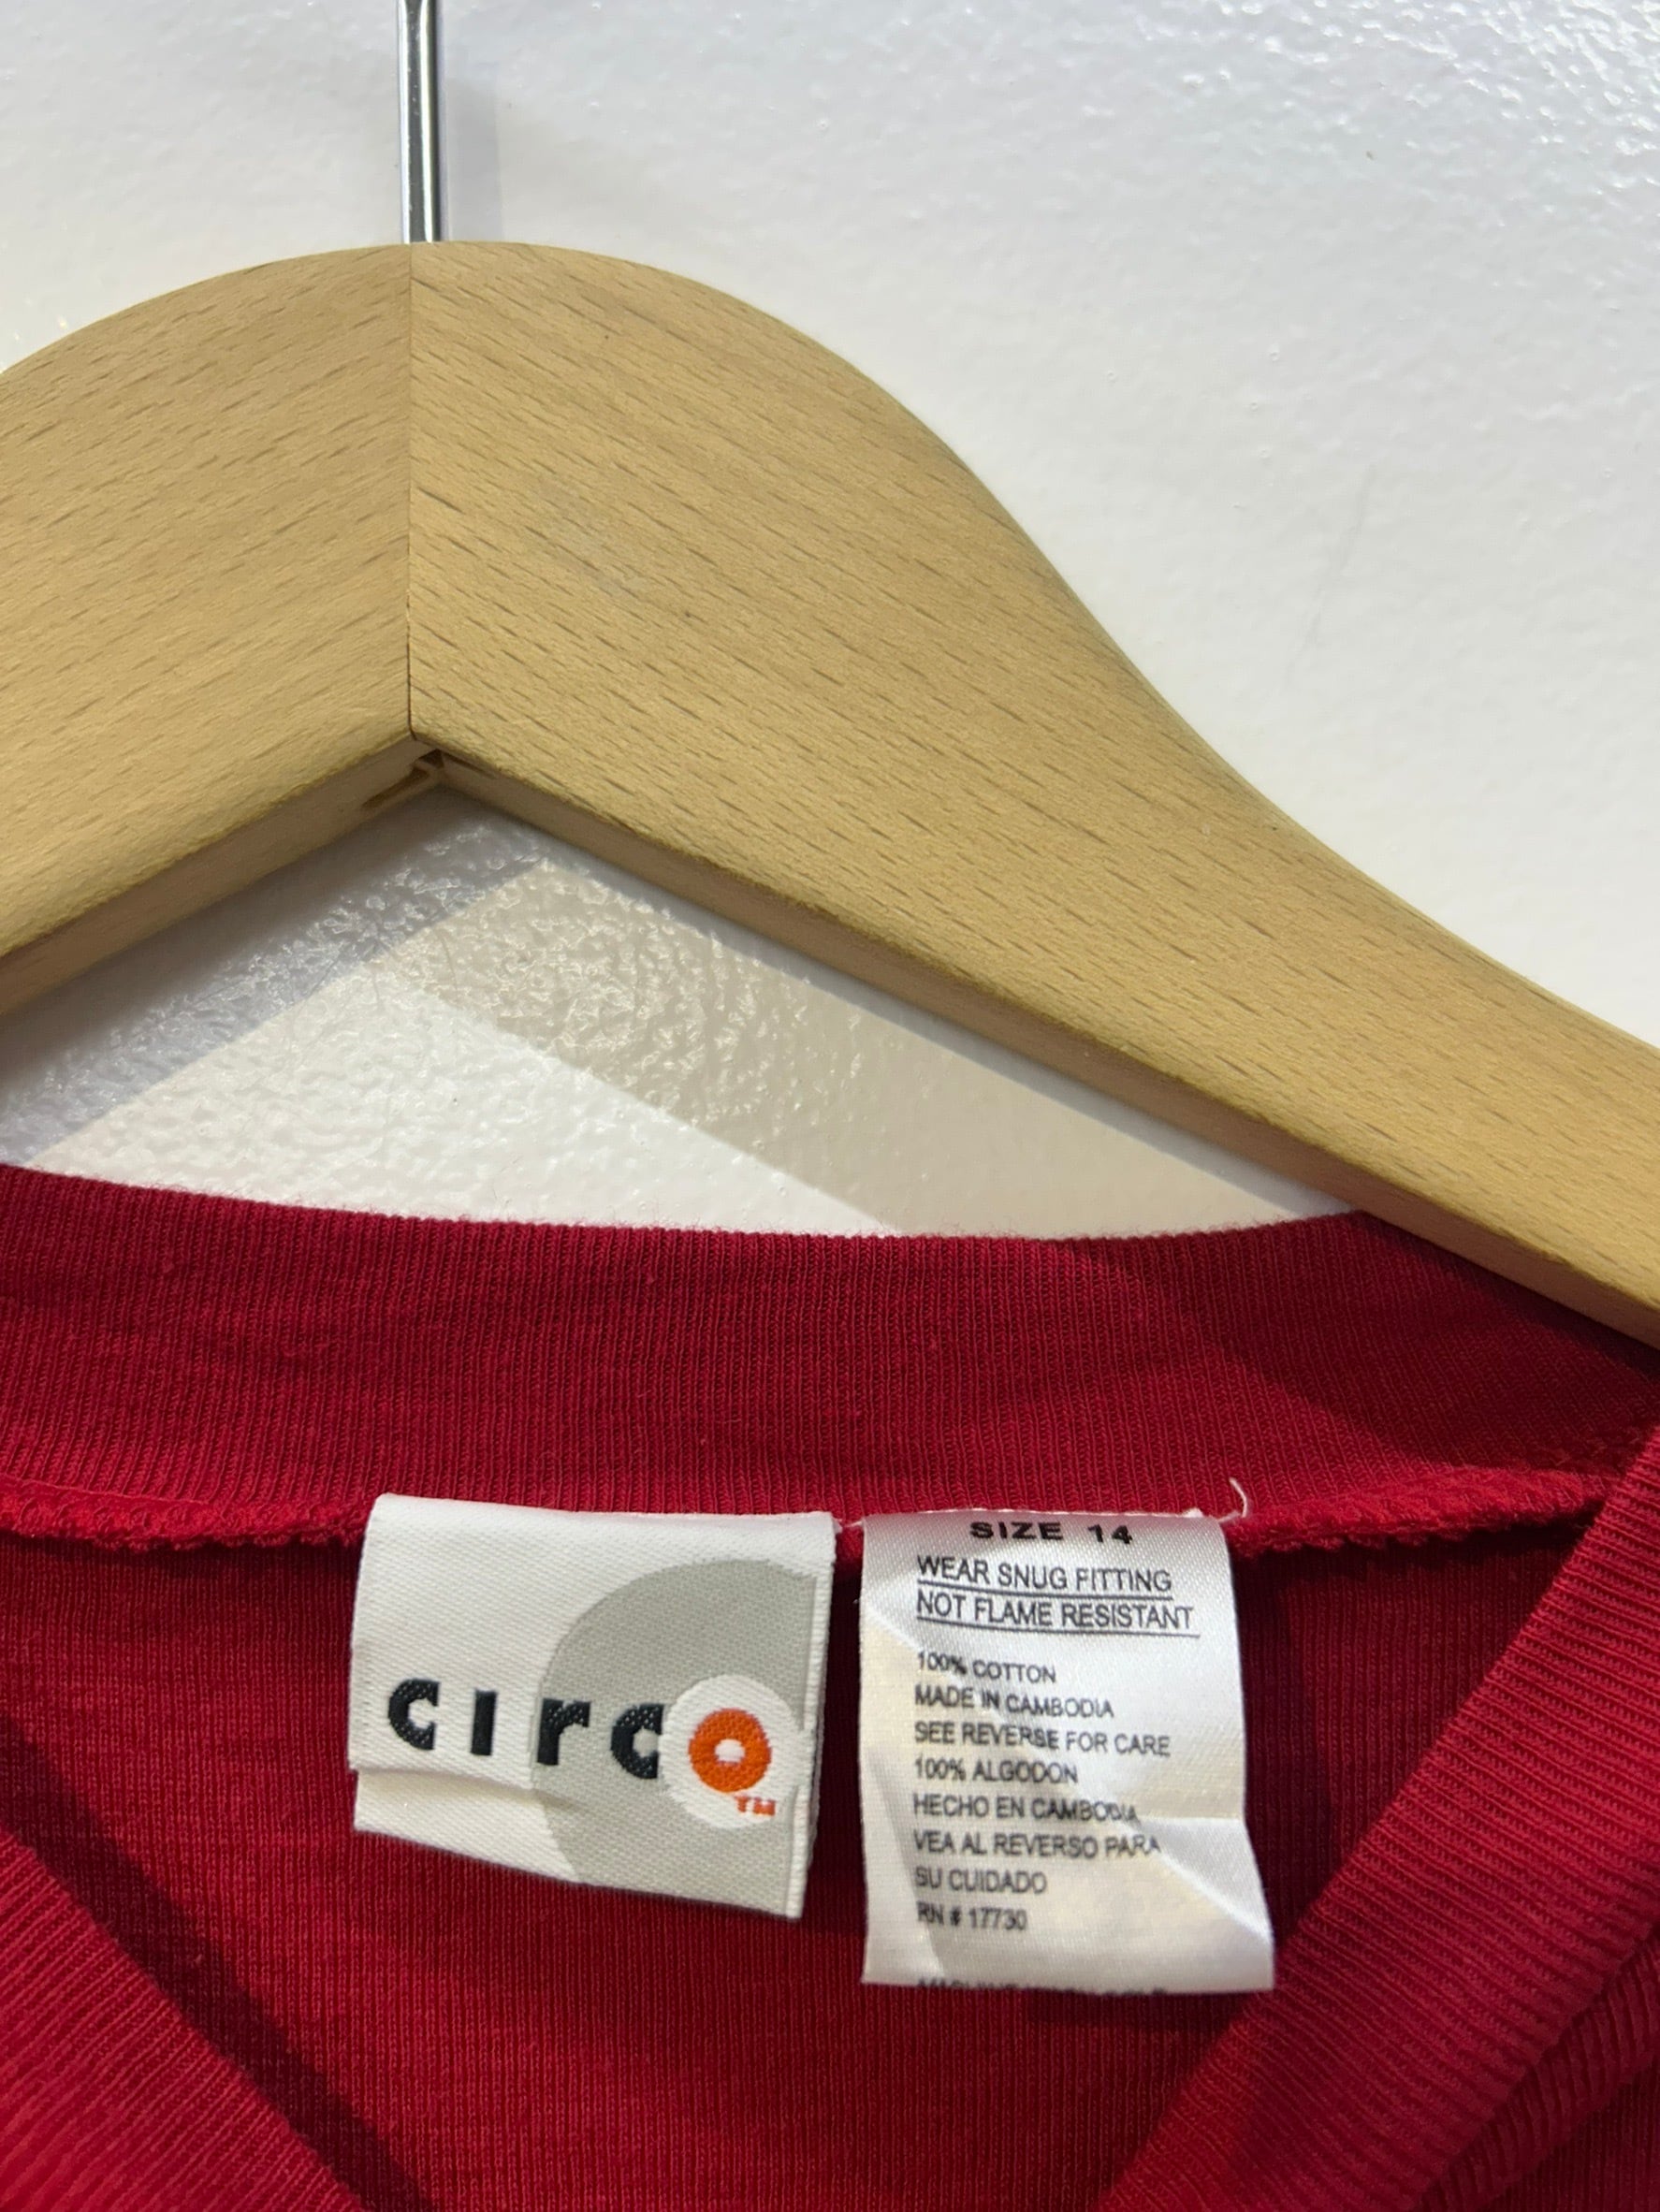 cırco
TM
SIZE 14
WEAR SNUG FITTING
NOT FLAME RESISTANT
100% COTTON
MADE IN CAMBODIA
SEE REVERSE FOR CARE
100% ALGODON
HECHO EN CAMBODIA
VEA AL REVERSO PARA
SU CUIDADO
RN # 17730